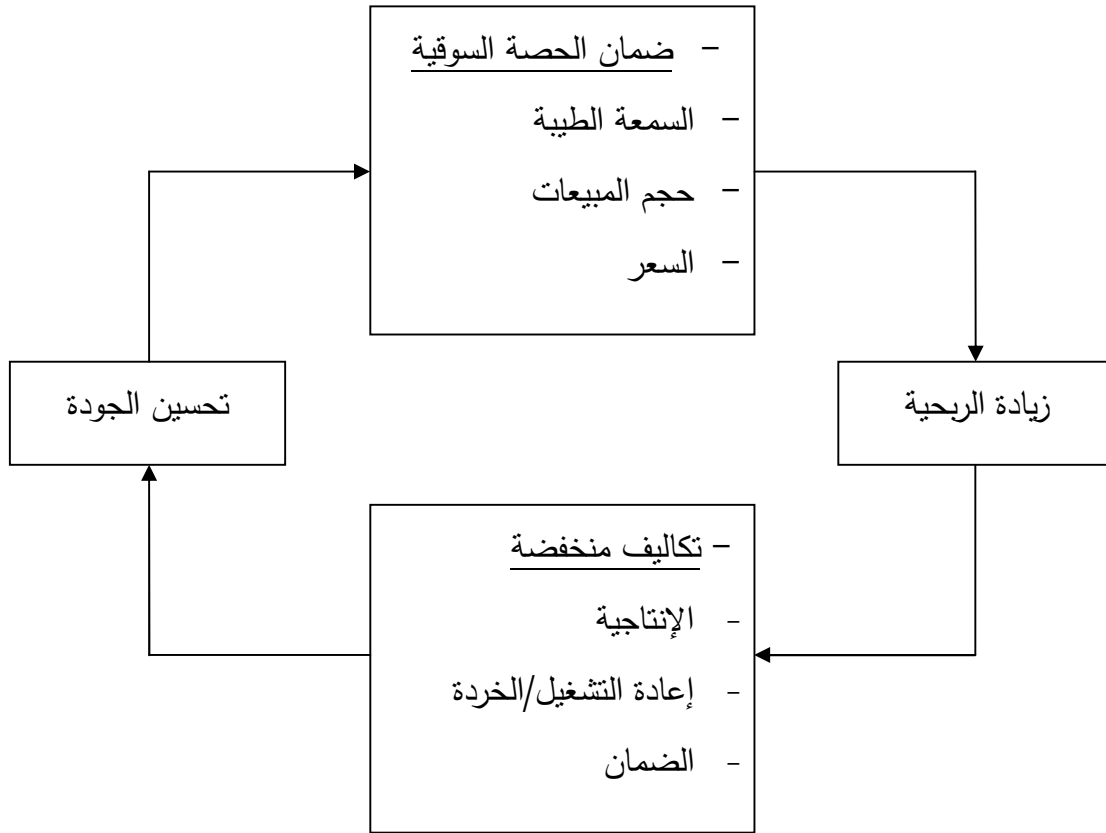 - ضمان الحصة السوقية
- السمعة الطيبة
- حجم المبيعات
- السعر
زيادة الربحية
تحسين الجودة
- تكاليف منخفضة
- الإنتاجية
- إعادة التشغيل/الخردة
- الضمان